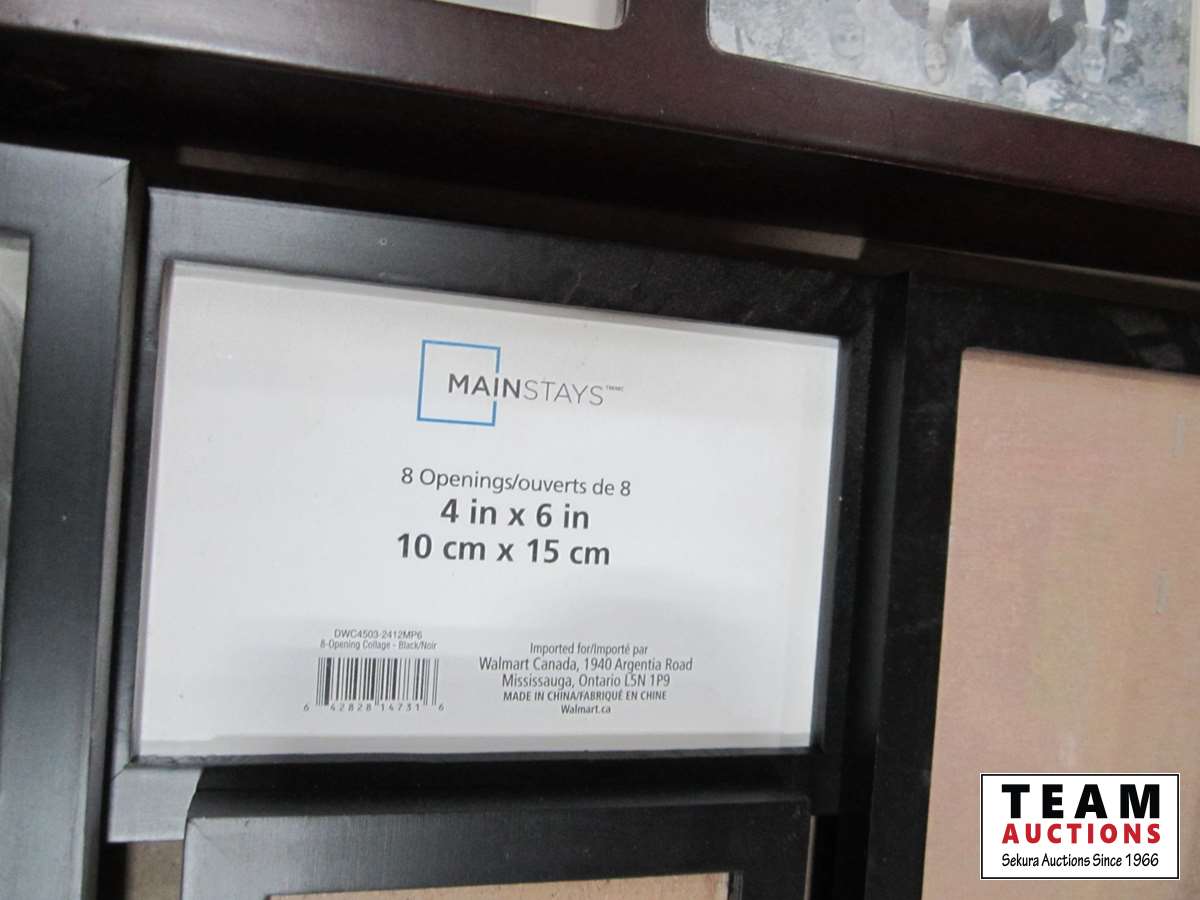 MAINSTAYS
8 Openings/ouverts de 8
4 in x 6 in
10 cm x 15 cm
DWC4503-2412MP6
8-Opening Collage - Black/Noir
6 42828 14731 6
Imported for/Importé par
Walmart Canada, 1940 Argentia Road
Mississauga, Ontario L5N 1P9
MADE IN CHINA/FABRIQUÉ EN CHINE
Walmart.ca
TEAM
AUCTIONS
Sekura Auctions Since 1966